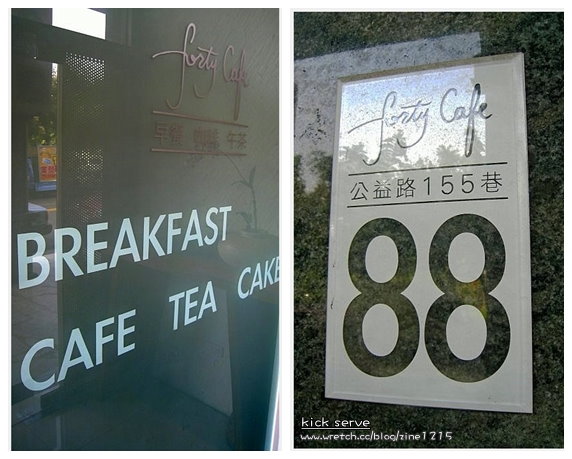 forty Cafe
早餐 咖啡 午茶
BREAKFAST
CAFE TEA CAKE
forty Cafe
公益路155巷
88
kick serve
www.wretch.cc/blog/zine1215